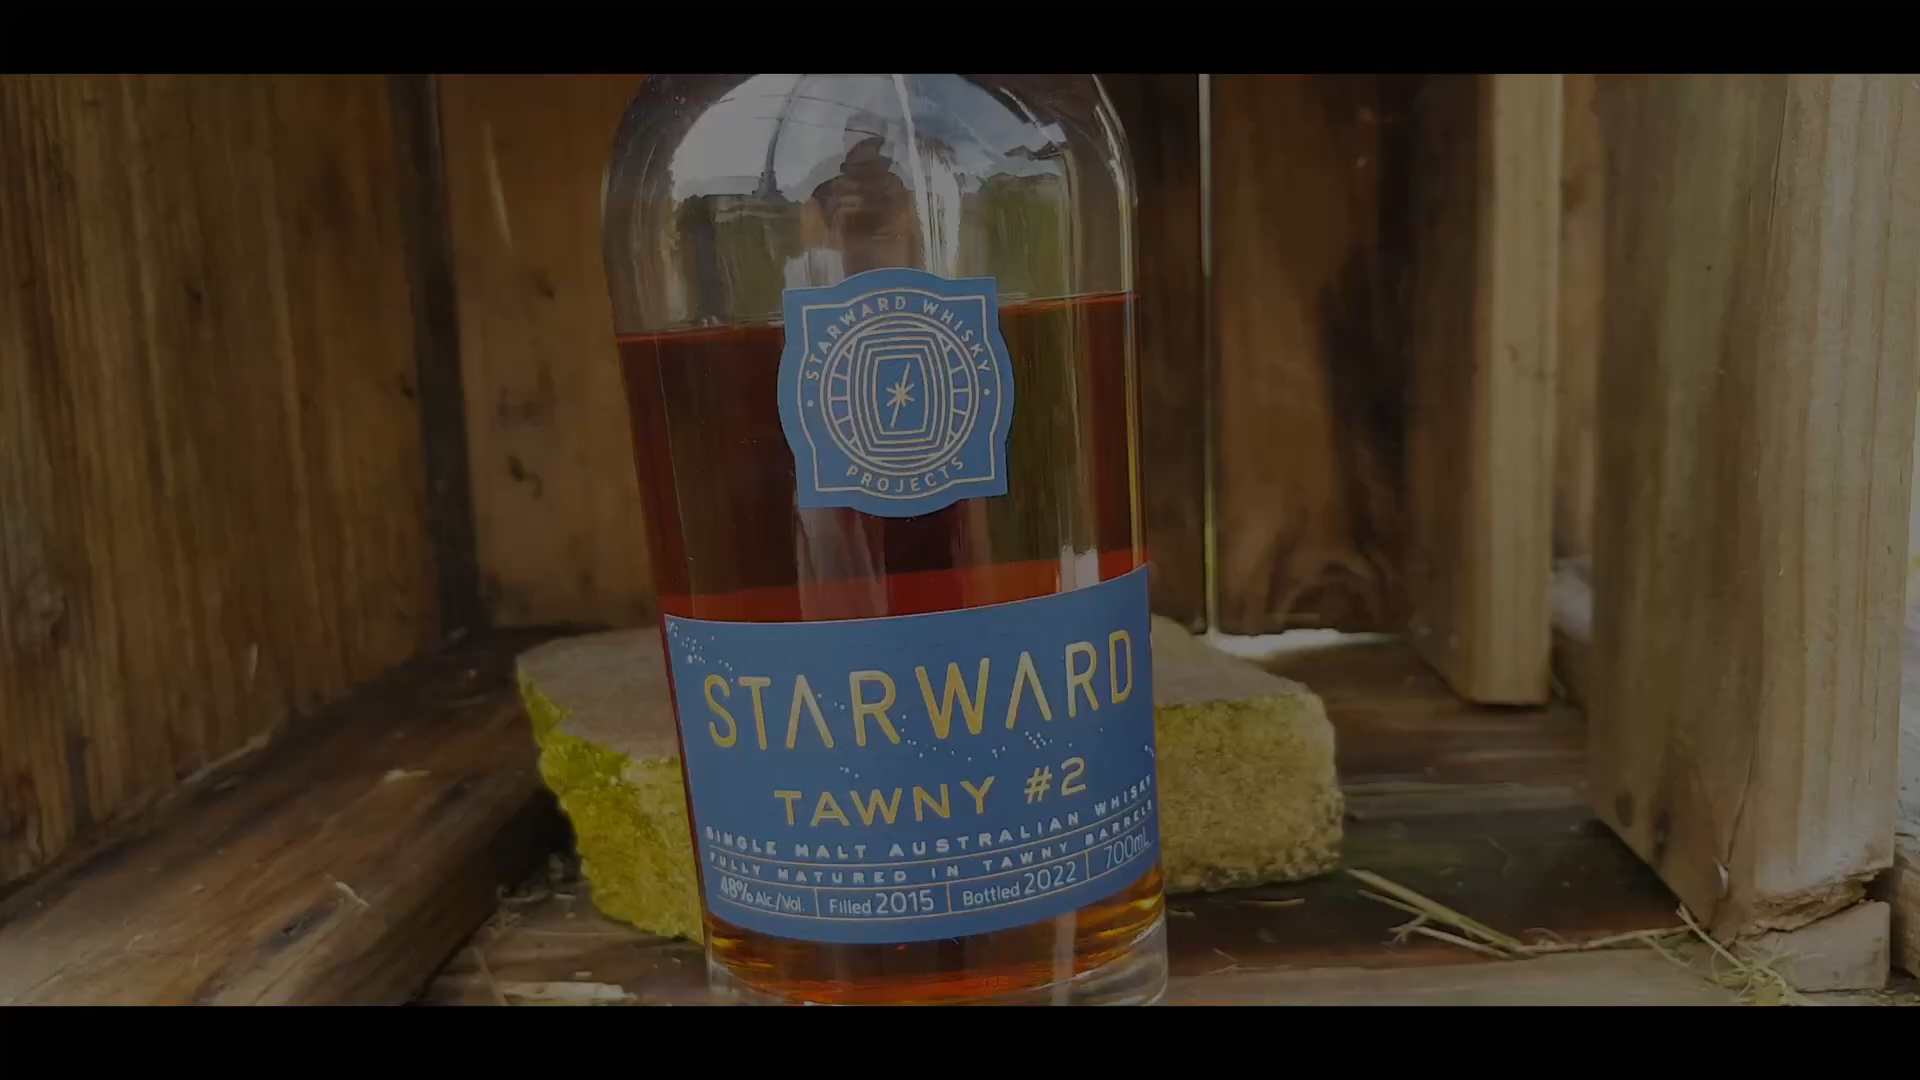 STARWARD WHISKY
PROJECTS
STARWARD
TAWNY #2
SINGLE MALT AUSTRALIAN WHISKY
FULLY MATURED IN TAWNY BARRELS
48% Alc./Vol. Filled 2015 Bottled 2022 700mL